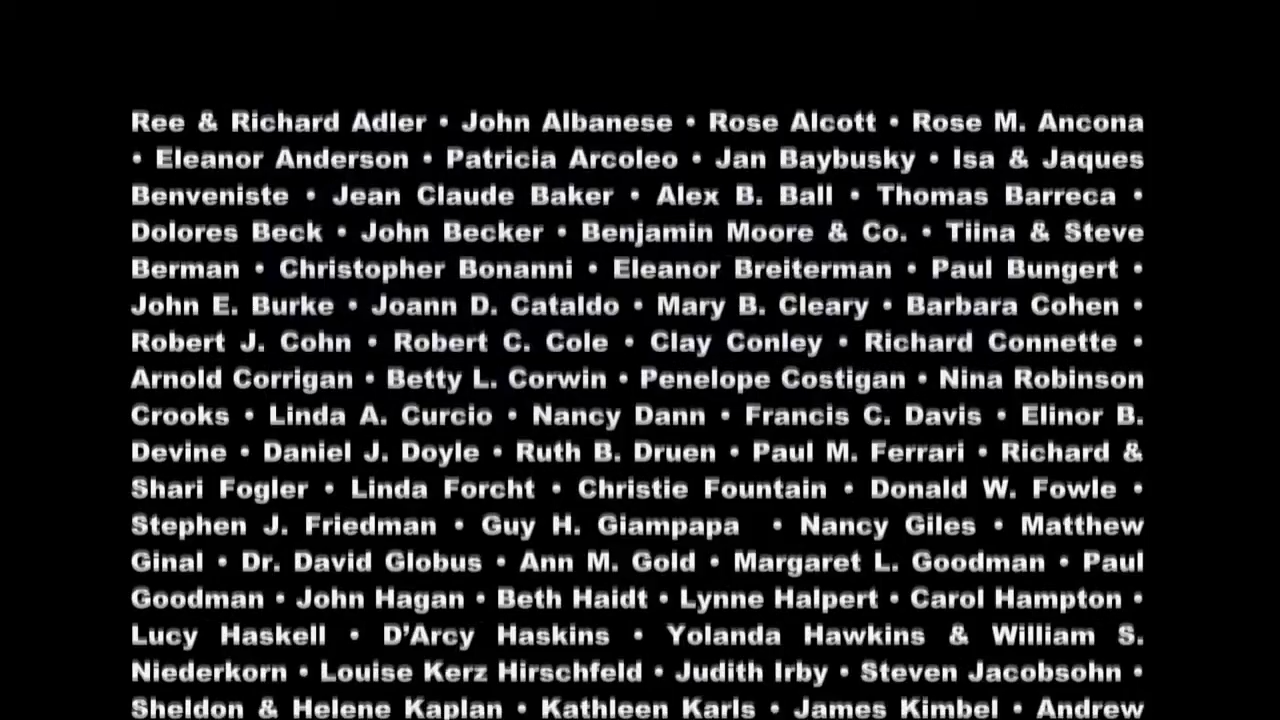 Ree & Richard Adler • John Albanese • Rose Alcott • Rose M. Ancona
• Eleanor Anderson • Patricia Arcoleo • Jan Baybusky • Isa & Jaques
Benveniste • Jean Claude Baker • Alex B. Ball • Thomas Barreca •
Dolores Beck • John Becker • Benjamin Moore & Co. • Tiina & Steve
Berman • Christopher Bonanni • Eleanor Breiterman • Paul Bungert •
John E. Burke • Joann D. Cataldo • Mary B. Cleary • Barbara Cohen •
Robert J. Cohn • Robert C. Cole • Clay Conley • Richard Connette •
Arnold Corrigan • Betty L. Corwin • Penelope Costigan • Nina Robinson
Crooks • Linda A. Curcio • Nancy Dann • Francis C. Davis • Elinor B.
Devine • Daniel J. Doyle • Ruth B. Druen • Paul M. Ferrari • Richard &
Shari Fogler • Linda Forcht • Christie Fountain • Donald W. Fowle •
Stephen J. Friedman • Guy H. Giampapa • Nancy Giles • Matthew
Ginal • Dr. David Globus • Ann M. Gold • Margaret L. Goodman • Paul
Goodman • John Hagan • Beth Haidt • Lynne Halpert • Carol Hampton •
Lucy Haskell • D’Arcy Haskins • Yolanda Hawkins & William S.
Niederkorn • Louise Kerz Hirschfeld • Judith Irby • Steven Jacobsohn •
Sheldon & Helene Kaplan • Kathleen Karls • James Kimbel • Andrew